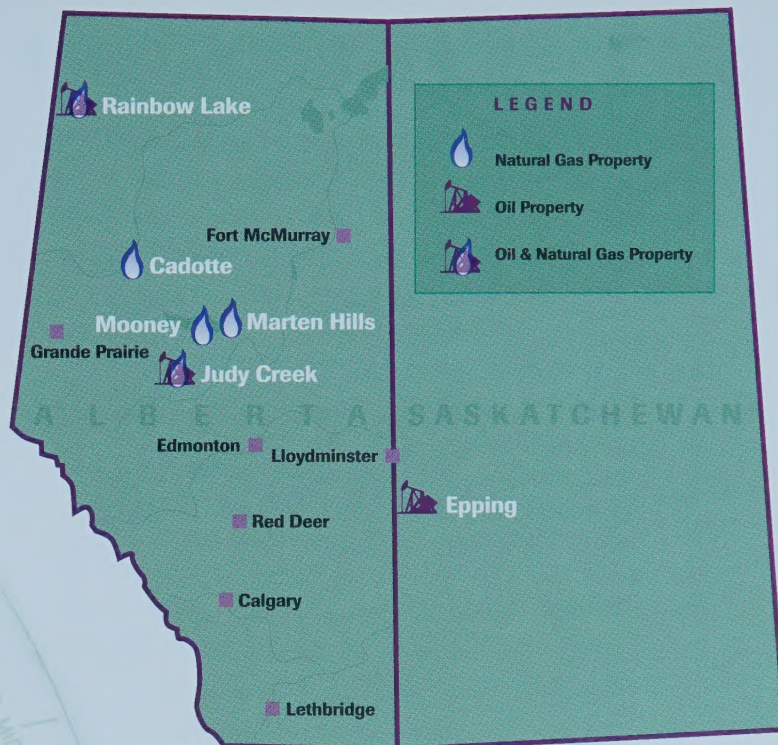 Rainbow Lake
LEGEND
Natural Gas Property
Oil Property
Oil & Natural Gas Property
Fort McMurray
Cadotte
Mooney
Marten Hills
Grande Prairie
Judy Creek
ALBERTA SASKATCHEWAN
Edmonton
Lloydminster
Epping
Red Deer
Calgary
Lethbridge